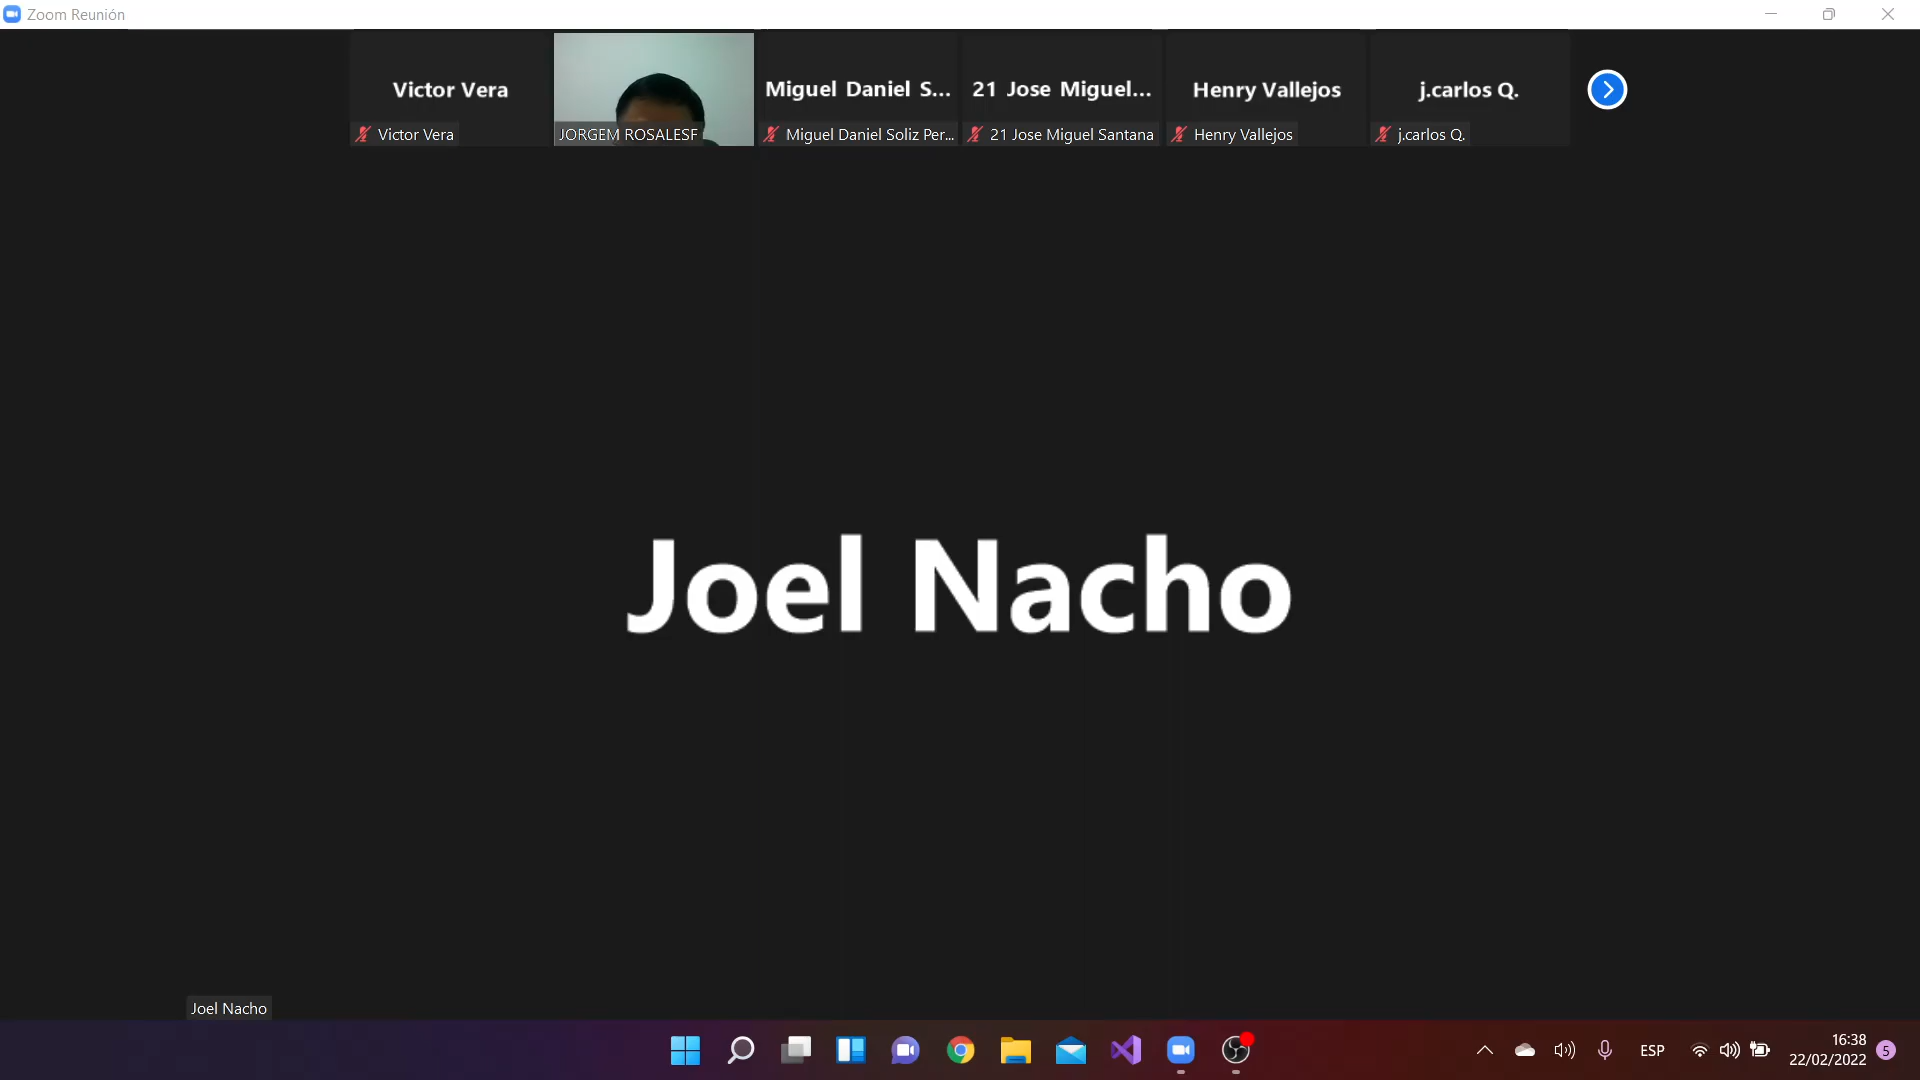 Zoom Reunión
Victor Vera
Miguel Daniel S...
21 Jose Miguel...
Henry Vallejos
j.carlos Q.
Victor Vera
JORGEM ROSALESF
Miguel Daniel Soliz Per...
21 Jose Miguel Santana
Henry Vallejos
j.carlos Q.
Joel Nacho
Joel Nacho
ESP
16:38
22/02/2022
5